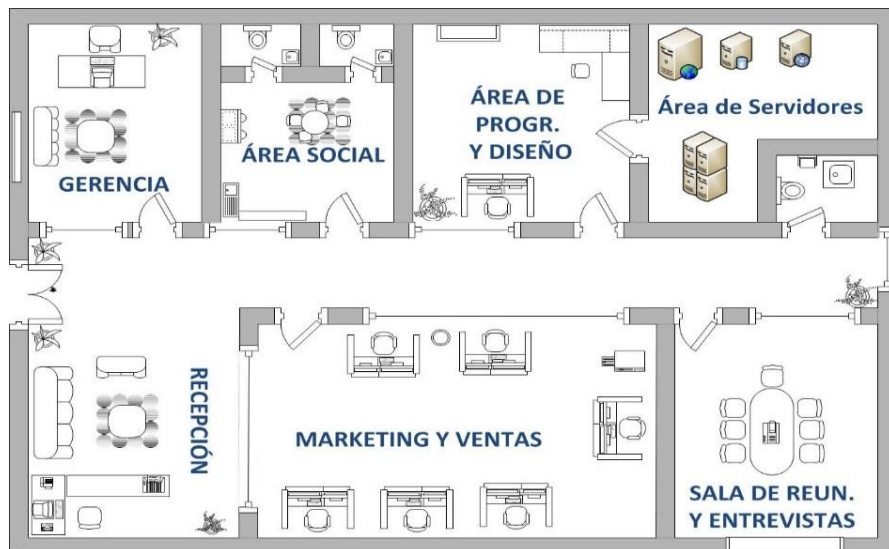 ÁREA DE
PROGR.
Y DISEÑO
Área de Servidores
ÁREA SOCIAL
GERENCIA
RECEPCIÓN
MARKETING Y VENTAS
SALA DE REUN.
Y ENTREVISTAS